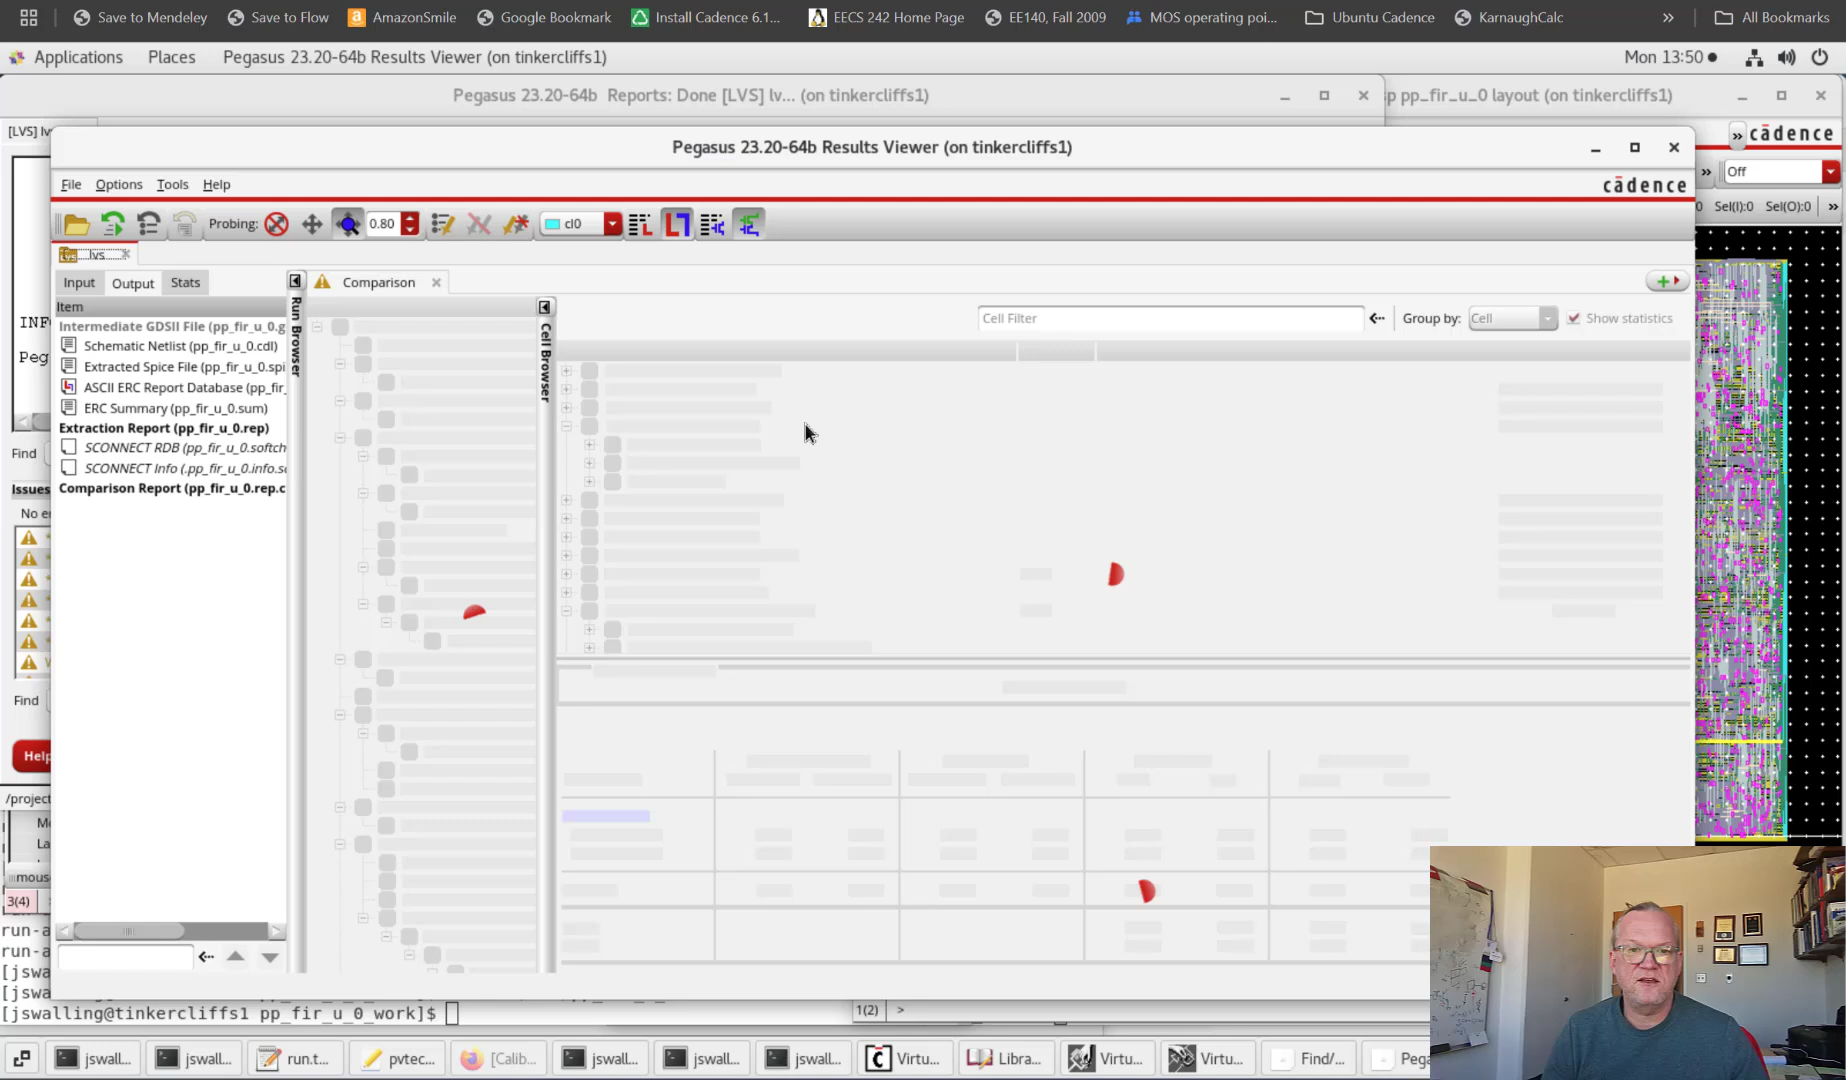 Save to Mendeley
Save to Flow
AmazonSmile
Google Bookmark
Install Cadence 6.1...
EECS 242 Home Page
EE140, Fall 2009
MOS operating poi...
Ubuntu Cadence
KarnaughCalc
»
All Bookmarks
Applications
Places
Pegasus 23.20-64b Results Viewer (on tinkercliffs1)
Mon 13:50
Pegasus 23.20-64b Reports: Done [LVS] lv... (on tinkercliffs1)
pp_fir_u_0 layout (on tinkercliffs1)
[LVS]
» cādence
Pegasus 23.20-64b Results Viewer (on tinkercliffs1)
File Options Tools Help
cādence
» Off
Probing:
0.80
cl0
Sel(I):0 Sel(O):0 »
lvs
Input
Output
Stats
Comparison
Item
Intermediate GDSII File (pp_fir_u_0.g
Schematic Netlist (pp_fir_u_0.cdl)
Extracted Spice File (pp_fir_u_0.spi
ASCII ERC Report Database (pp_fir_
ERC Summary (pp_fir_u_0.sum)
Extraction Report (pp_fir_u_0.rep)
SCONNECT RDB (pp_fir_u_0.softch
SCONNECT Info (.pp_fir_u_0.info.s
Comparison Report (pp_fir_u_0.rep.c
Run Browser
Cell Browser
Cell Filter
Group by:
Cell
Show statistics
INF
Peg
Find
Issues
No e
Find
Help
/project
Mo
La
mous
3(4)
run-a
run-a
[jswa
[jswa
[jswalling@tinkercliffs1 pp_fir_u_0_work]$
1(2) >
jswall...
jswall...
run.t...
pvtec...
[Calib...
jswall...
jswall...
jswall...
Virtu...
Libra...
Virtu...
Virtu...
Find/...
Peg